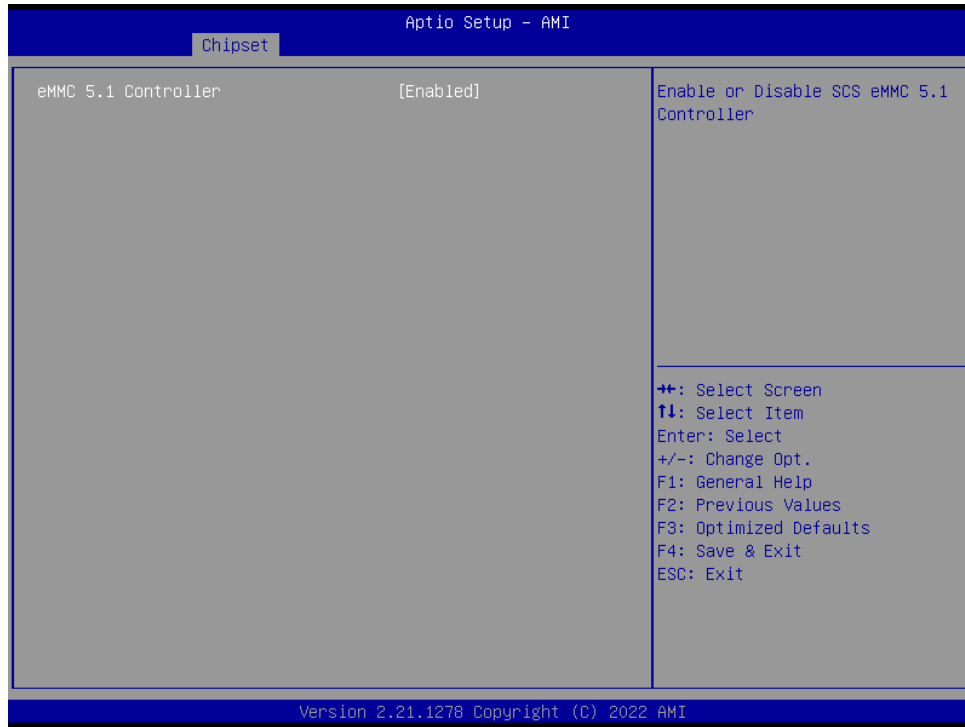 Aptio Setup – AMI
Chipset
eMMC 5.1 Controller [Enabled]
Enable or Disable SCS eMMC 5.1
Controller
→←: Select Screen
↑↓: Select Item
Enter: Select
+/-: Change Opt.
F1: General Help
F2: Previous Values
F3: Optimized Defaults
F4: Save & Exit
ESC: Exit
Version 2.21.1278 Copyright (C) 2022 AMI